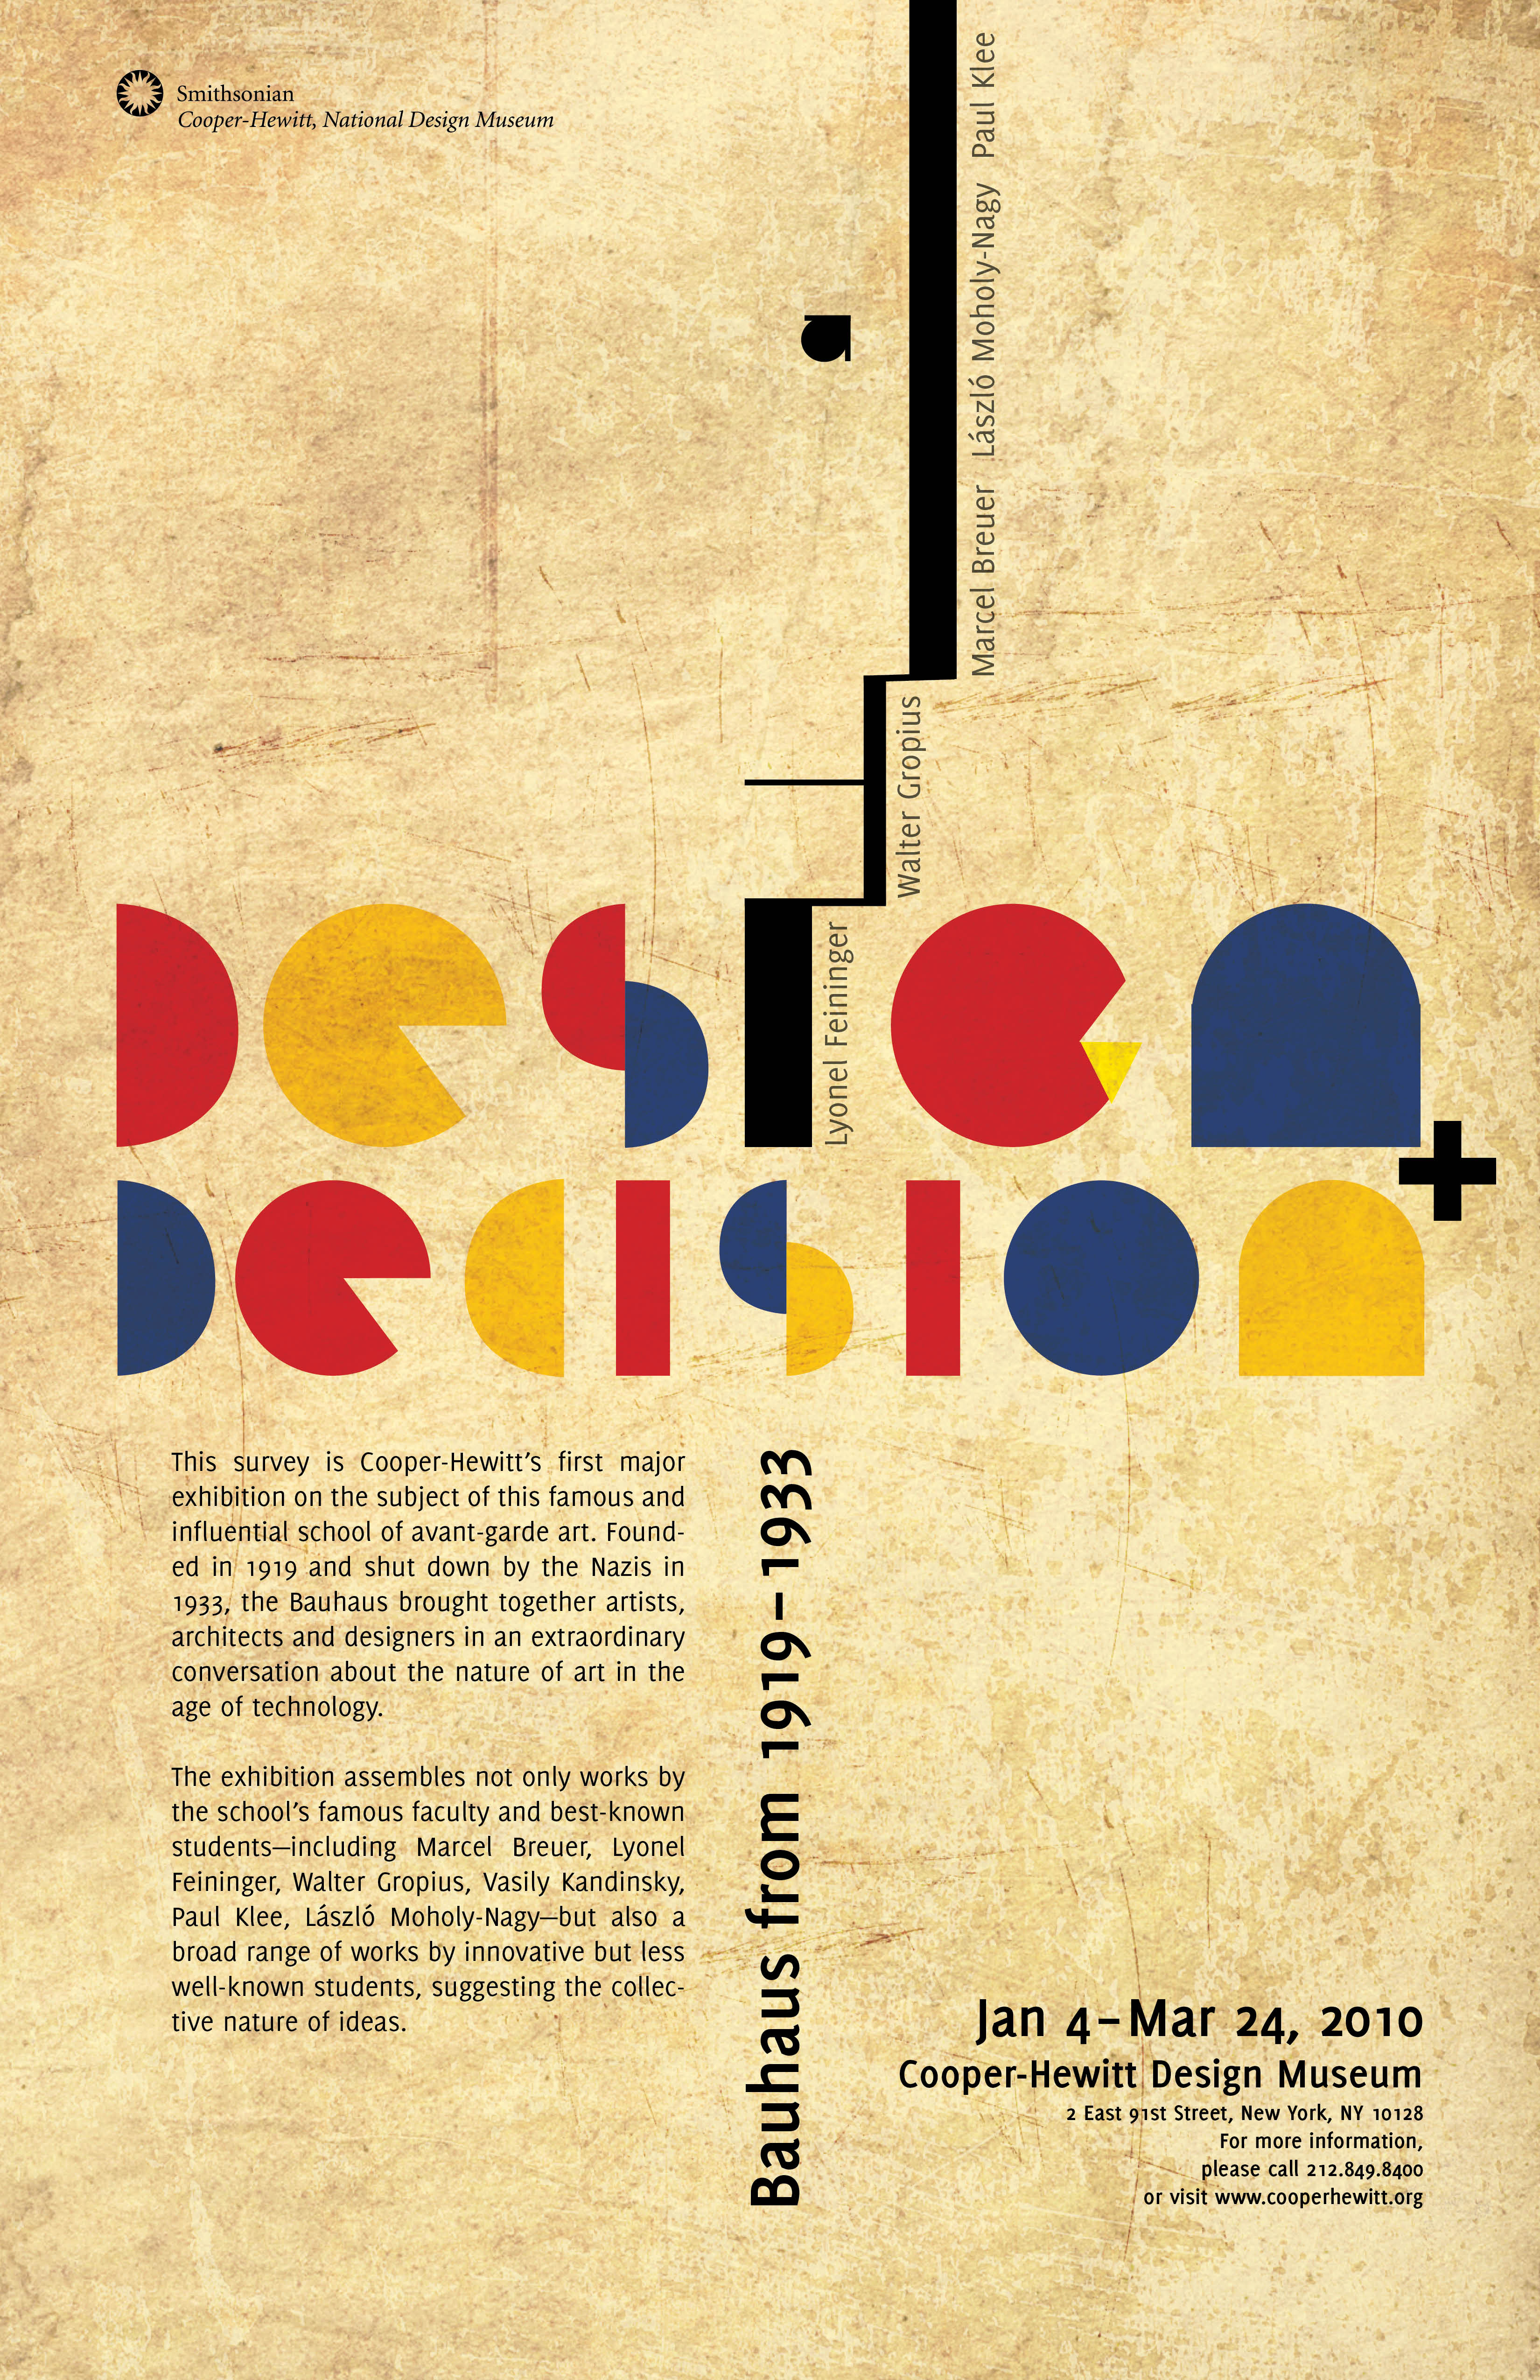 Smithsonian
Cooper-Hewitt, National Design Museum
a
Marcel Breuer László Moholy-Nagy Paul Klee
Walter Gropius
Lyonel Feininger
DesIGn
+
DecIsIon
This survey is Cooper-Hewitt’s first major
exhibition on the subject of this famous and
influential school of avant-garde art. Found-
ed in 1919 and shut down by the Nazis in
1933, the Bauhaus brought together artists,
architects and designers in an extraordinary
conversation about the nature of art in the
age of technology.
The exhibition assembles not only works by
the school’s famous faculty and best-known
students—including Marcel Breuer, Lyonel
Feininger, Walter Gropius, Vasily Kandinsky,
Paul Klee, László Moholy-Nagy—but also a
broad range of works by innovative but less
well-known students, suggesting the collec-
tive nature of ideas.
Bauhaus from 1919–1933
Jan 4–Mar 24, 2010
Cooper-Hewitt Design Museum
2 East 91st Street, New York, NY 10128
For more information,
please call 212.849.8400
or visit www.cooperhewitt.org